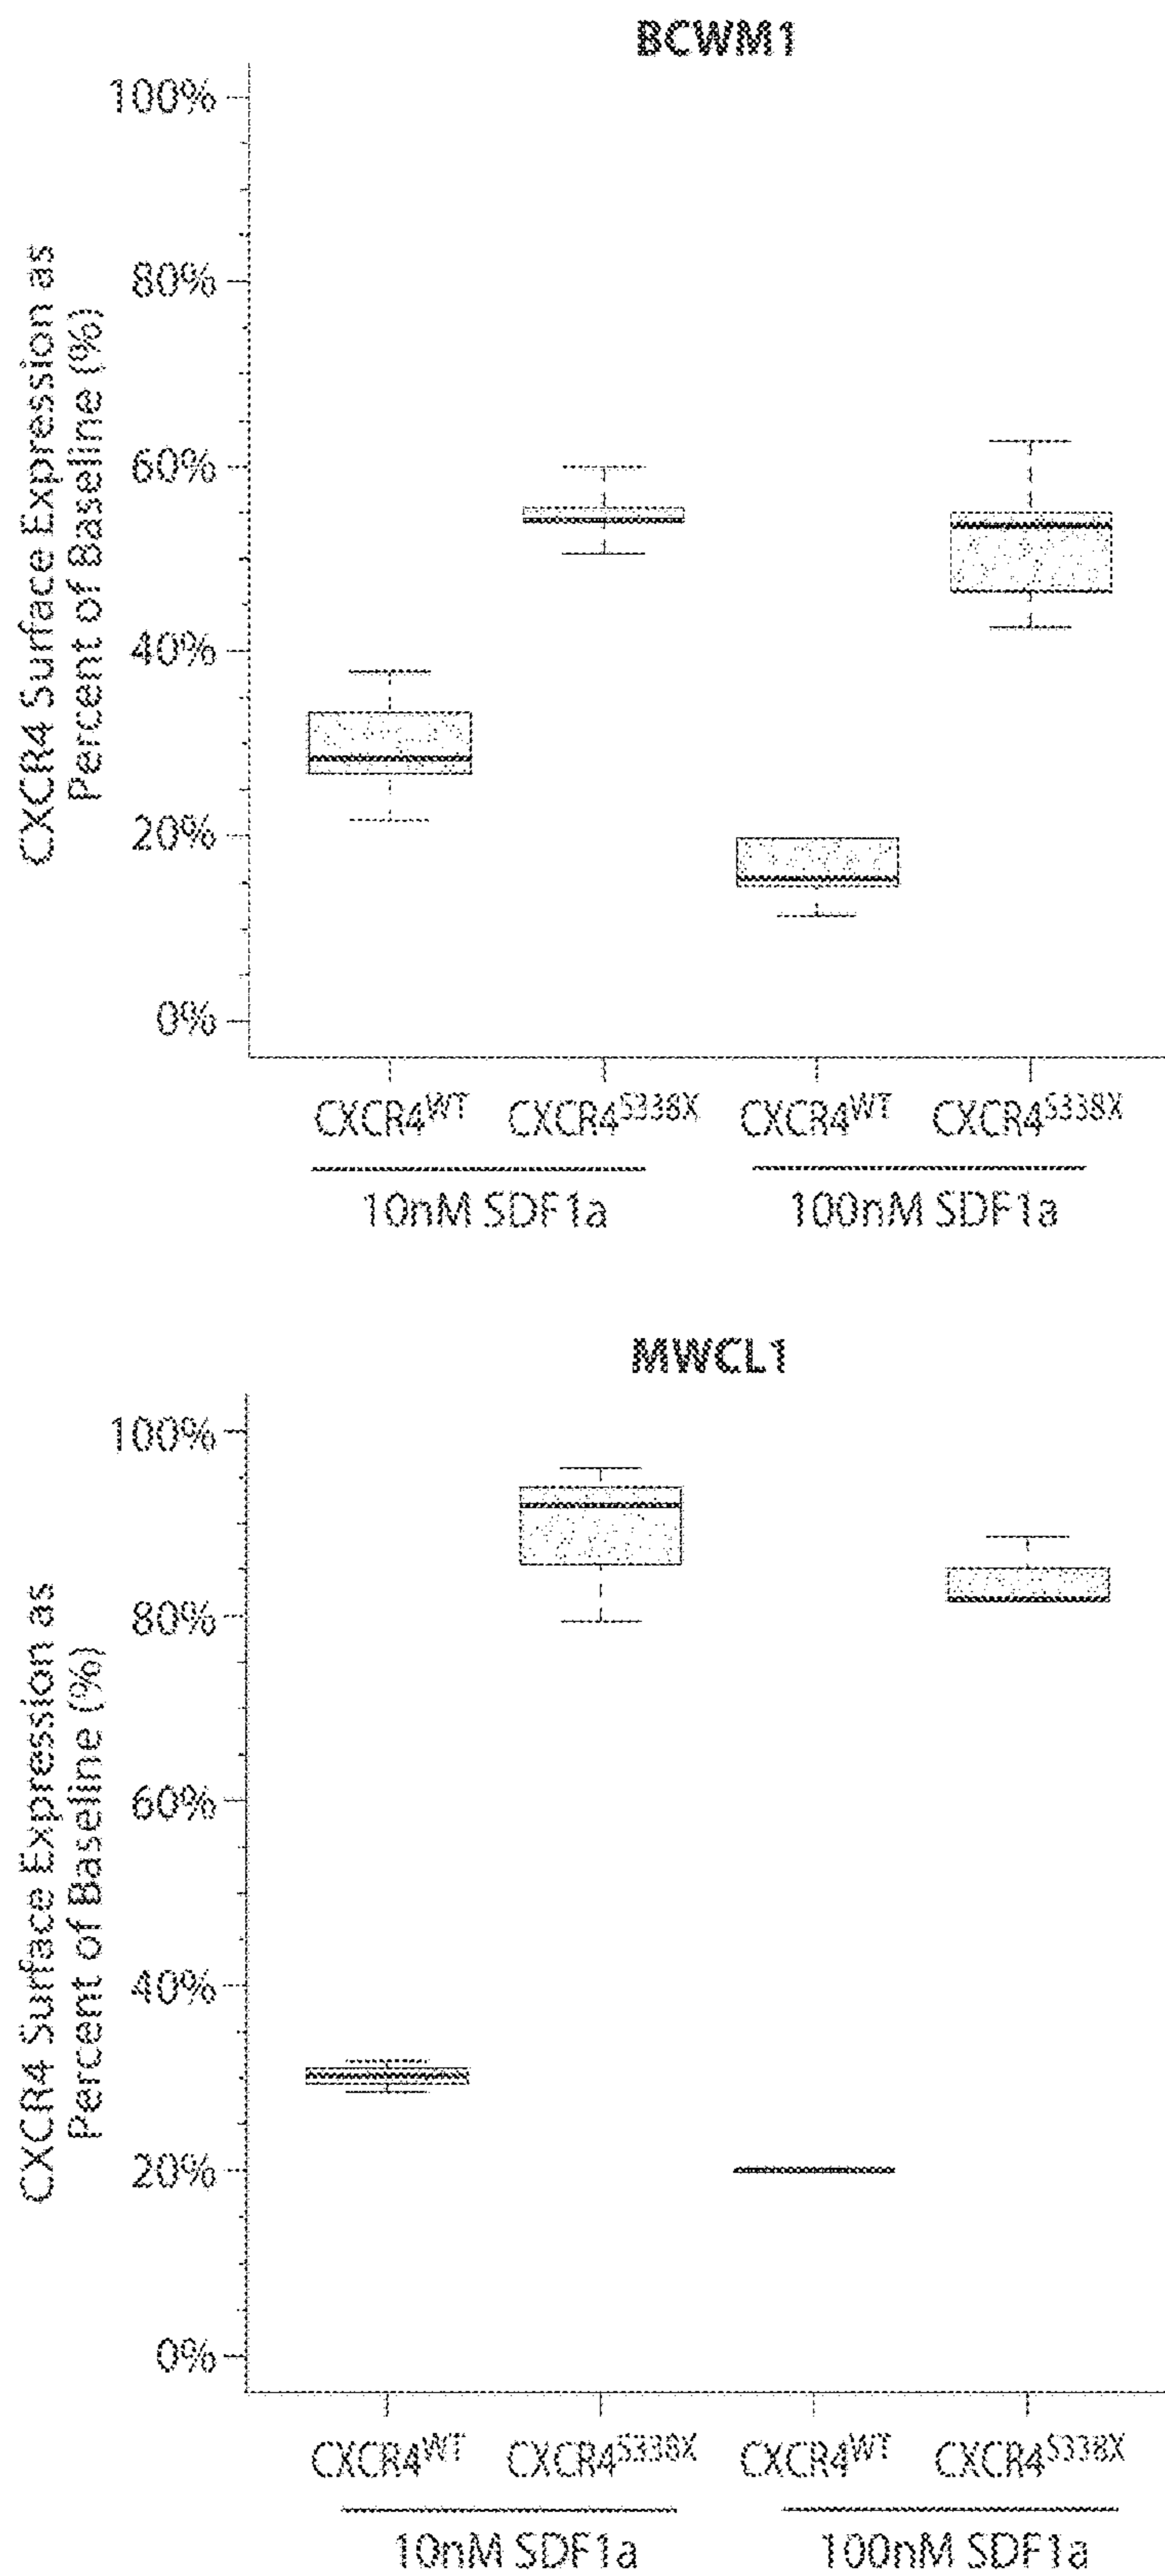 BCWM1
CXCR4 Surface Expression as
Percent of Baseline (%)
100%
80%
60%
40%
20%
0%
CXCR4WT CXCR4S338X CXCR4WT CXCR4S338X
10nM SDF1a 100nM SDF1a
MWCL1
CXCR4 Surface Expression as
Percent of Baseline (%)
100%
80%
60%
40%
20%
0%
CXCR4WT CXCR4S338X CXCR4WT CXCR4S338X
10nM SDF1a 100nM SDF1a